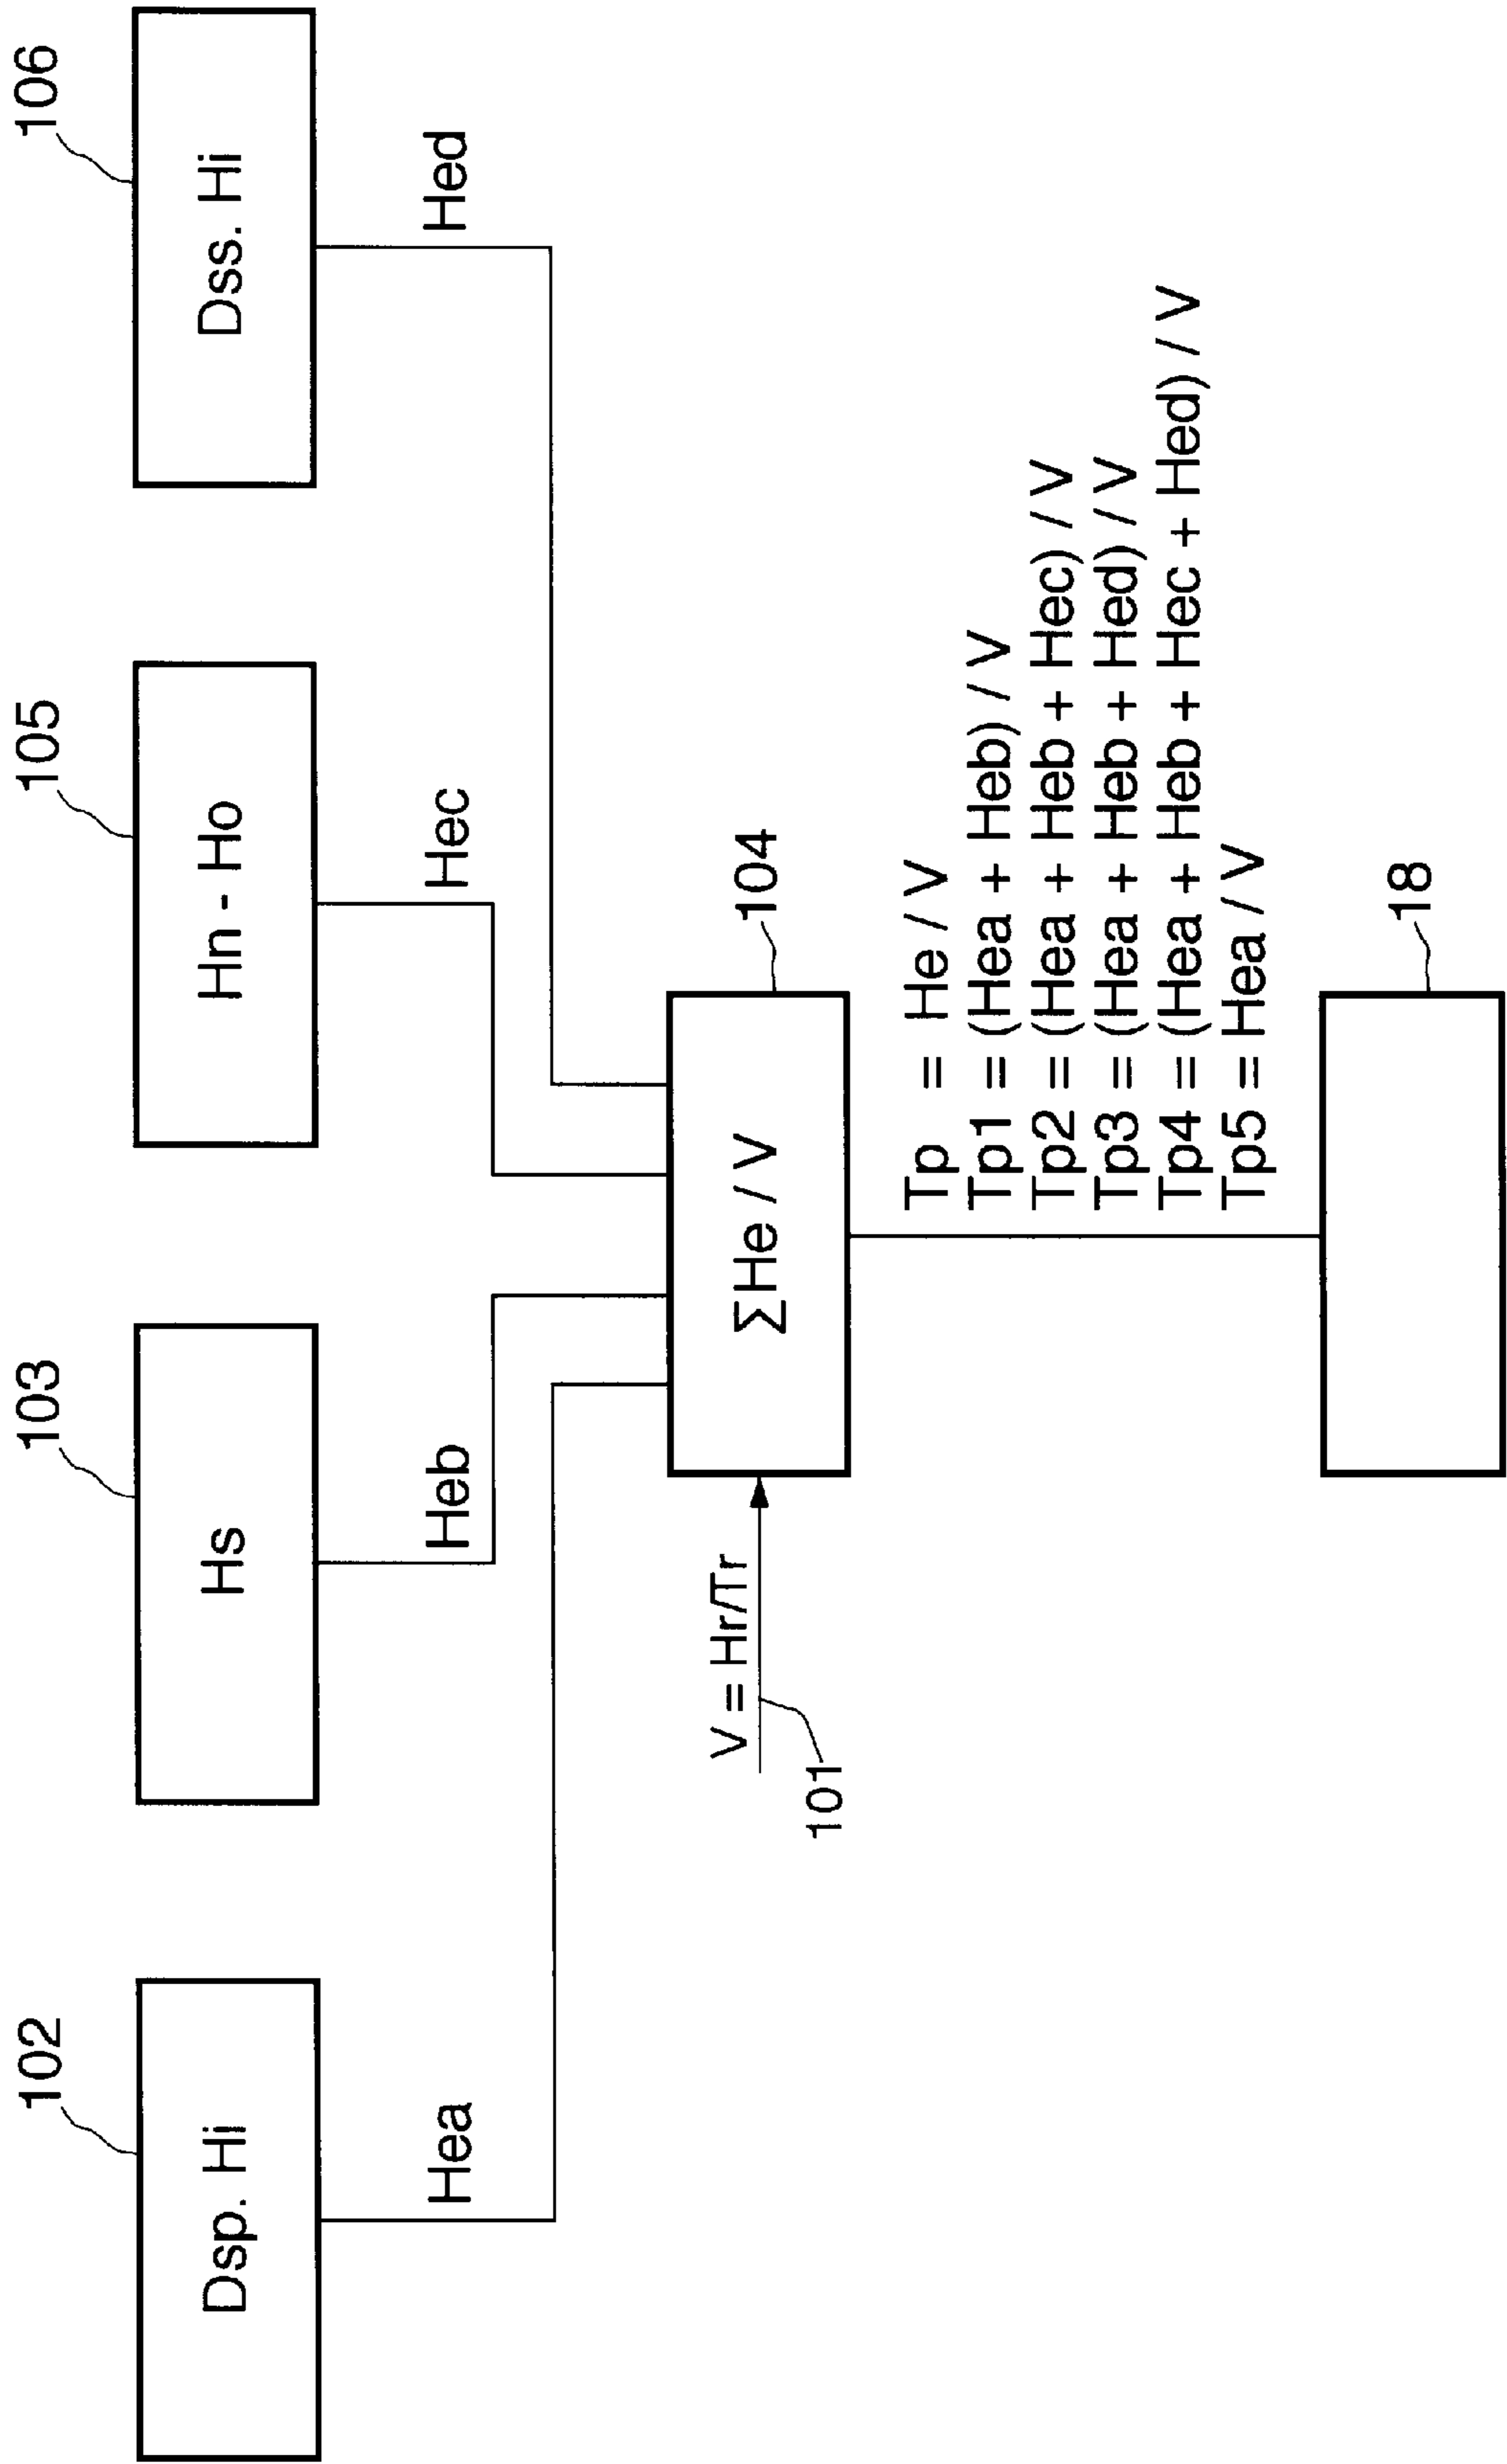 102
103
105
106
Dsp. Hi
Hs
Hn - Ho
Dss. Hi
Hea
Heb
Hec
Hed
V = Hr/Tr
101
ΣHe / V
104
Tp = He / V
Tp1 = (Hea + Heb) / V
Tp2 = (Hea + Heb + Hec) / V
Tp3 = (Hea + Heb + Hed) / V
Tp4 = (Hea + Heb + Hec + Hed) / V
Tp5 = Hea / V
18